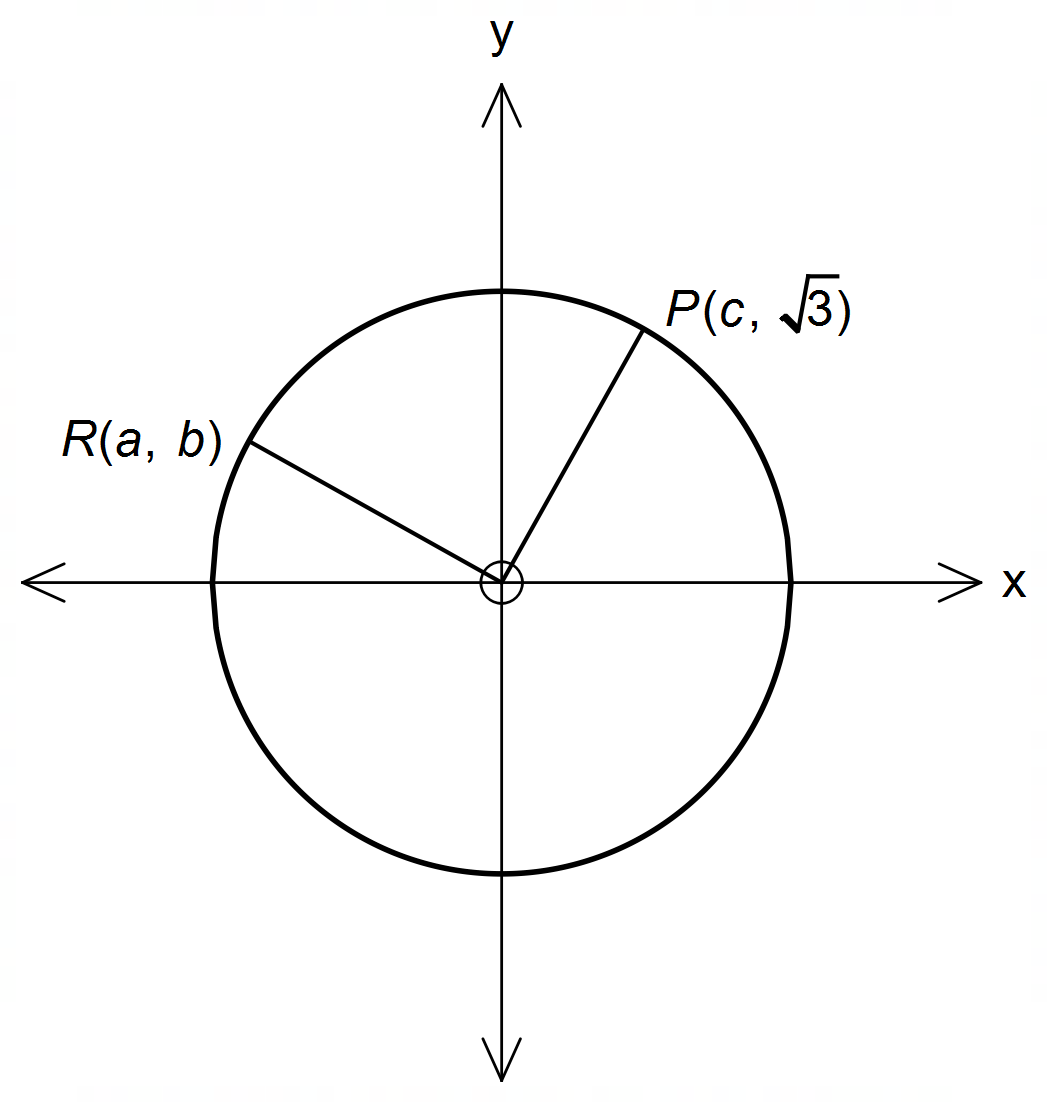 y
P(c, √3)
R(a, b)
x